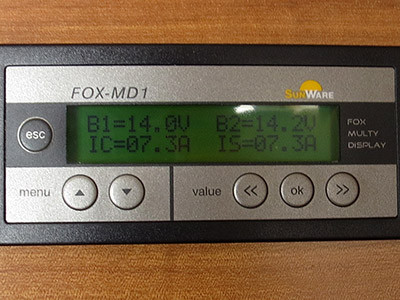 FOX-MD1
SUNWARE
esc
B1=14.0V B2=14.2V
IC=07.3A IS=07.3A
FOX
MULTY
DISPLAY
menu
value
<<
ok
>>